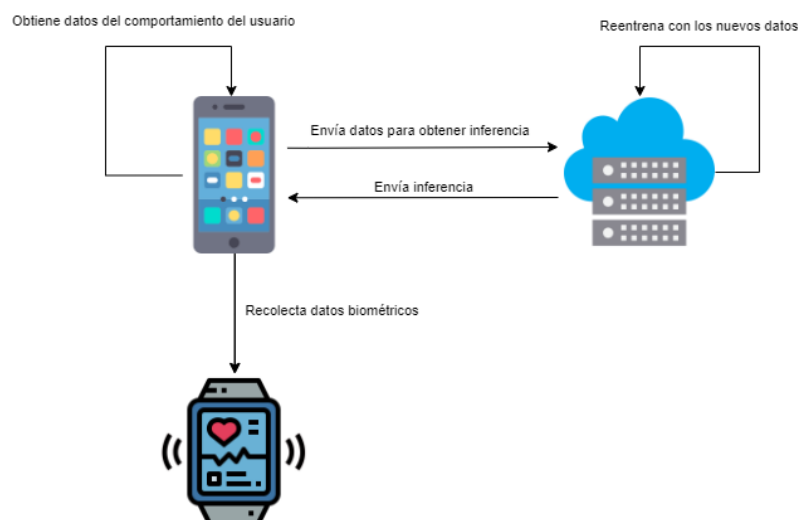 Obtiene datos del comportamiento del usuario
Reentrena con los nuevos datos
Envía datos para obtener inferencia
Envía inferencia
Recolecta datos biométricos